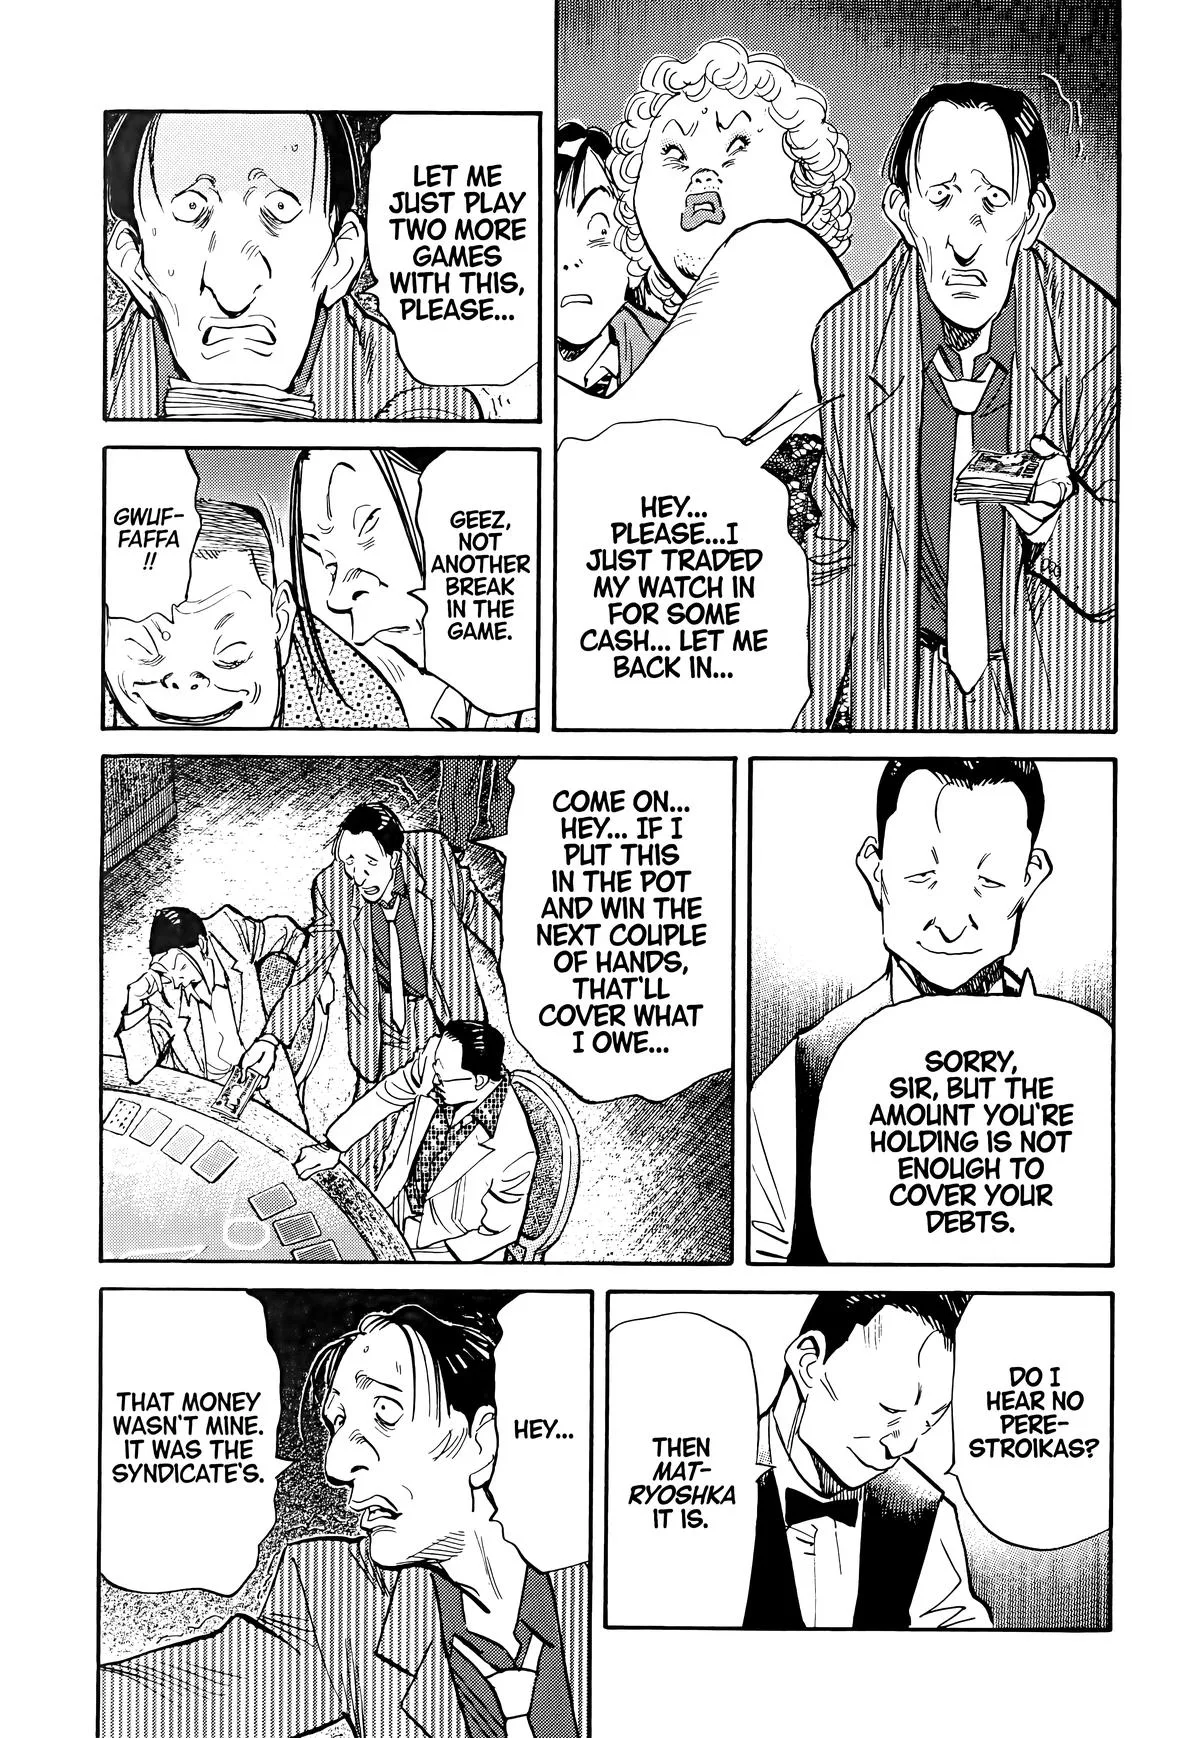 HEY...
PLEASE...I
JUST TRADED
MY WATCH IN
FOR SOME
CASH... LET ME
BACK IN...
LET ME
JUST PLAY
TWO MORE
GAMES
WITH THIS,
PLEASE...
GEEZ,
NOT
ANOTHER
BREAK
IN THE
GAME.
GWUF-
FAFFA
!!
SORRY,
SIR, BUT THE
AMOUNT YOU'RE
HOLDING IS NOT
ENOUGH TO
COVER YOUR
DEBTS.
COME ON...
HEY... IF I
PUT THIS
IN THE POT
AND WIN THE
NEXT COUPLE
OF HANDS,
THAT'LL
COVER WHAT
I OWE...
DO I
HEAR NO
PERE-
STROIKAS?
THEN
MAT-
RYOSHKA
IT IS.
HEY...
THAT MONEY
WASN'T MINE.
IT WAS THE
SYNDICATE'S.